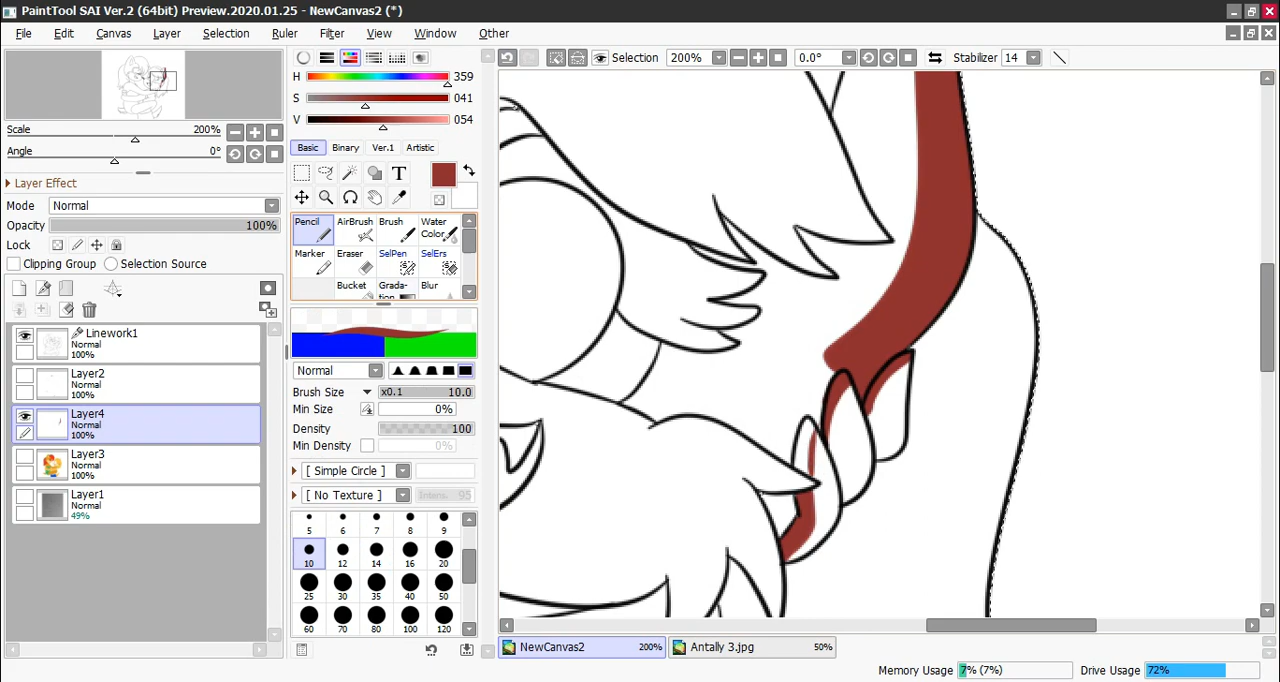 PaintTool SAI Ver.2 (64bit) Preview.2020.01.25 - NewCanvas2 (*)
File Edit Canvas Layer Selection Ruler Filter View Window Other
Selection 200% 0.0° Stabilizer 14
H 359
S 041
V 054
Scale 200%
Angle 0°
Layer Effect
Mode Normal
Opacity 100%
Lock
Clipping Group Selection Source
Linework1
Normal
100%
Layer2
Normal
100%
Layer4
Normal
100%
Layer3
Normal
100%
Layer1
Normal
49%
Basic Binary Ver.1 Artistic
T
Pencil AirBrush Brush Water Color
Marker Eraser SelPen SelErs
Bucket Grada-tion Blur
Normal
Brush Size x0.1 10.0
Min Size 0%
Density 100
Min Density 0%
[ Simple Circle ]
[ No Texture ] Intens. 95
5 6 7 8 9
10 12 14 16 20
25 30 35 40 50
60 70 80 100 120
NewCanvas2 200% Antally 3.jpg 50%
Memory Usage 7% (7%) Drive Usage 72%